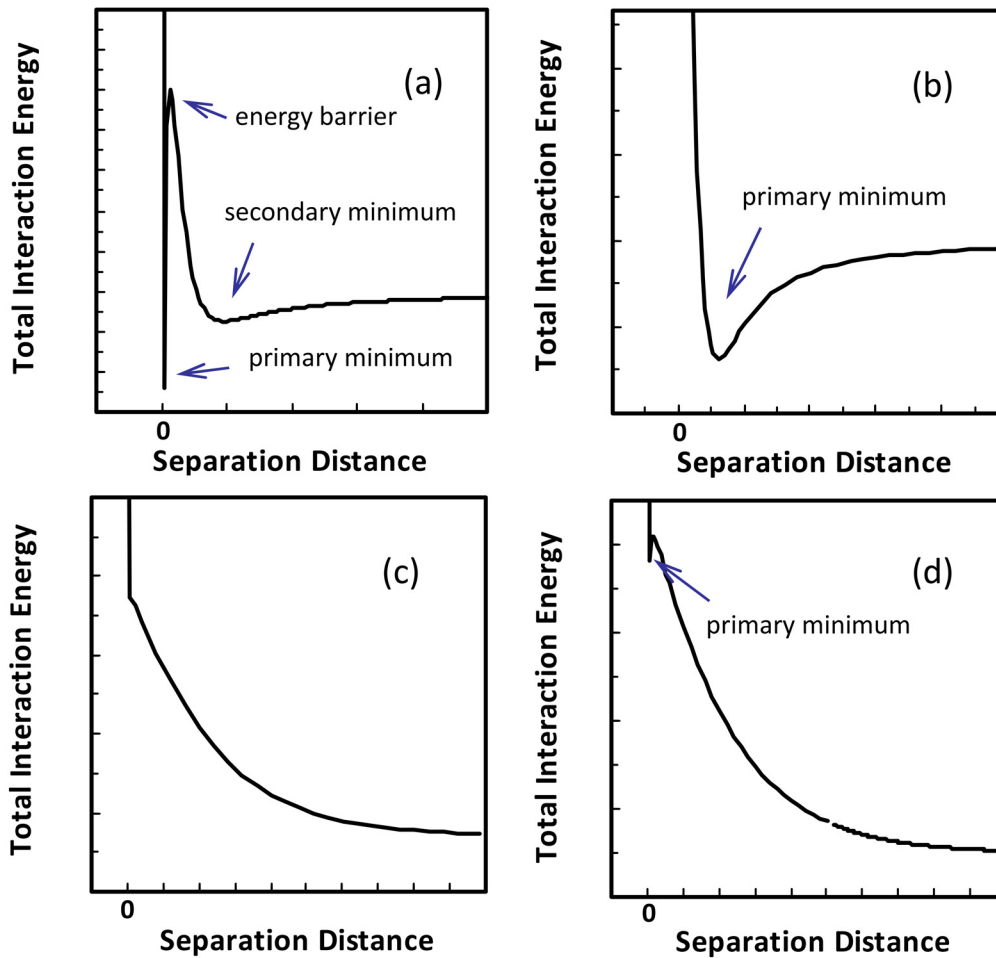 Total Interaction Energy
(a)
energy barrier
secondary minimum
primary minimum
0
Separation Distance
Total Interaction Energy
(b)
primary minimum
0
Separation Distance
Total Interaction Energy
(c)
0
Separation Distance
Total Interaction Energy
(d)
primary minimum
0
Separation Distance